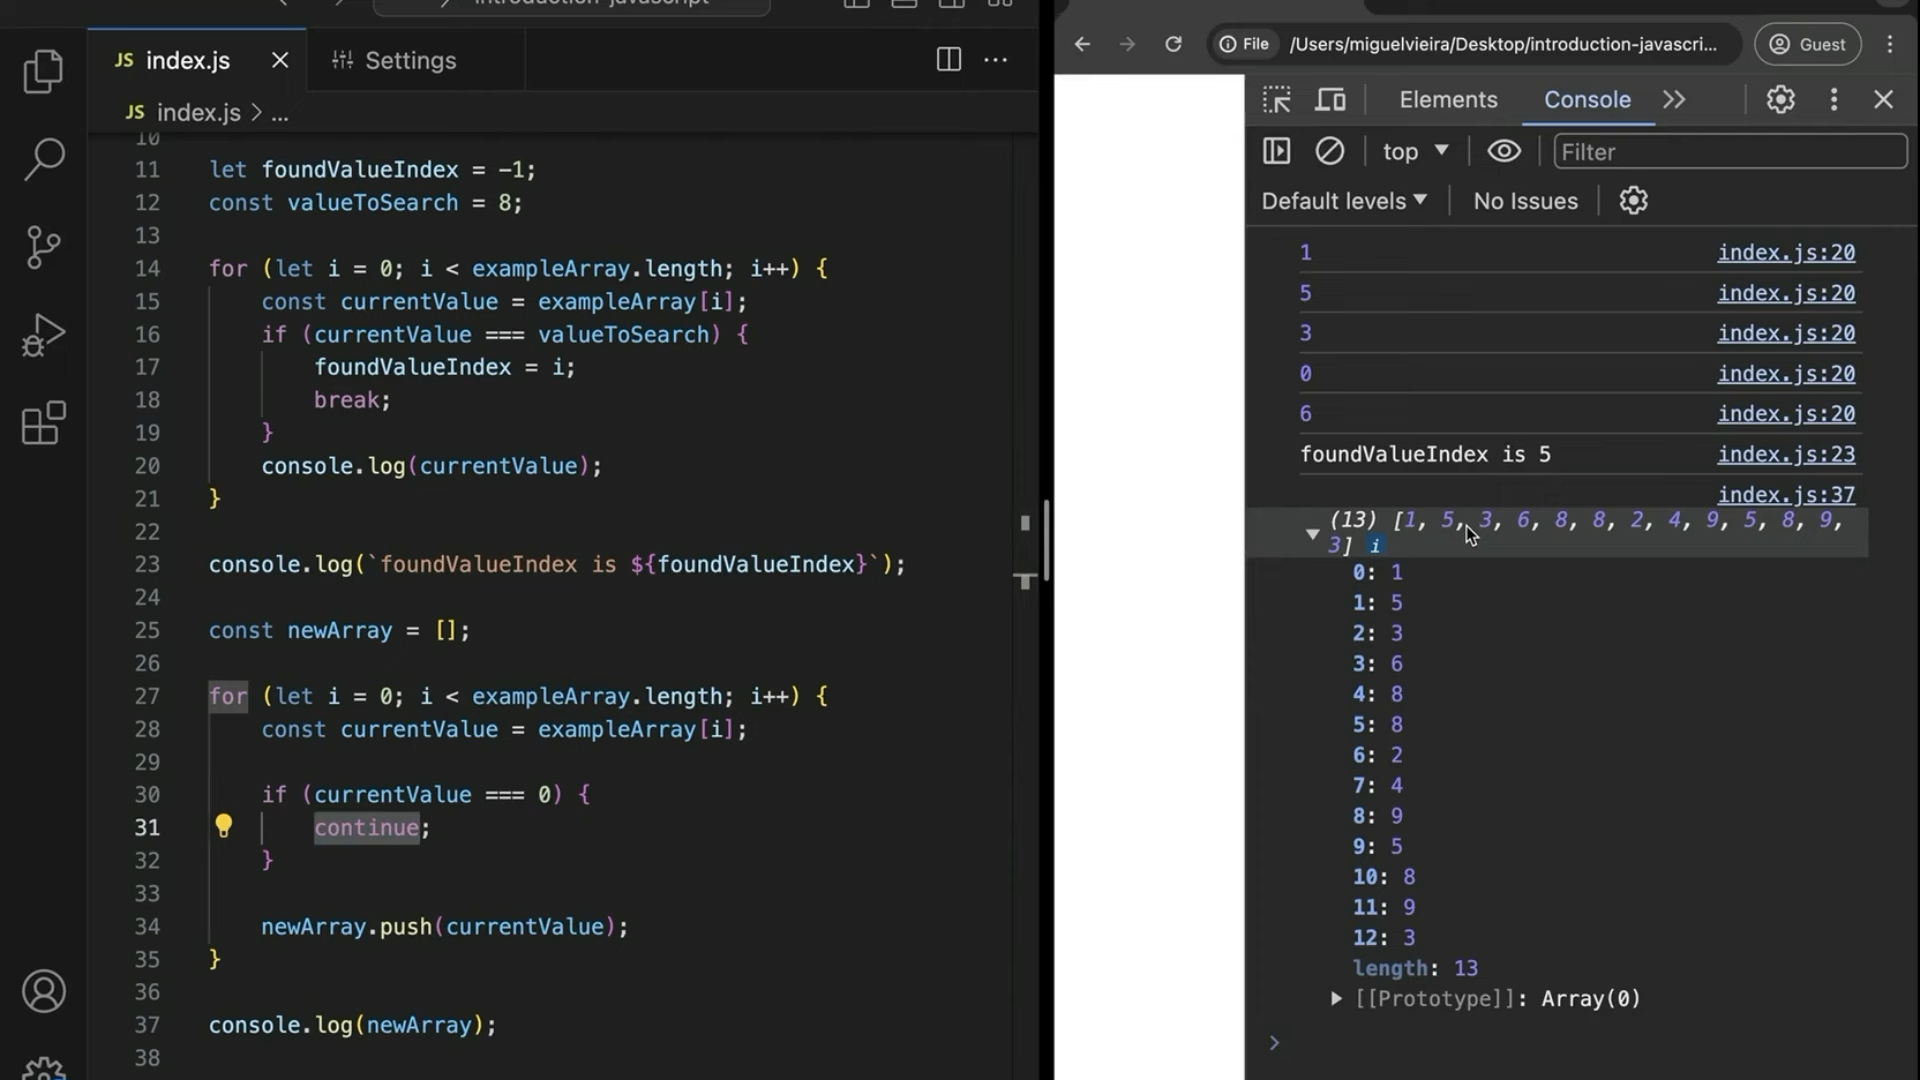 introduction-javascript
JS index.js
Settings
JS index.js > ...
10
11 let foundValueIndex = -1;
12 const valueToSearch = 8;
13
14 for (let i = 0; i < exampleArray.length; i++) {
15 const currentValue = exampleArray[i];
16 if (currentValue === valueToSearch) {
17 foundValueIndex = i;
18 break;
19 }
20 console.log(currentValue);
21 }
22
23 console.log(`foundValueIndex is ${foundValueIndex}`);
24
25 const newArray = [];
26
27 for (let i = 0; i < exampleArray.length; i++) {
28 const currentValue = exampleArray[i];
29
30 if (currentValue === 0) {
31 continue;
32 }
33
34 newArray.push(currentValue);
35 }
36
37 console.log(newArray);
38
File /Users/miguelvieira/Desktop/introduction-javascri... Guest
Elements Console
top Filter
Default levels No Issues
1 index.js:20
5 index.js:20
3 index.js:20
0 index.js:20
6 index.js:20
foundValueIndex is 5 index.js:23
index.js:37
(13) [1, 5, 3, 6, 8, 8, 2, 4, 9, 5, 8, 9,
3] i
0: 1
1: 5
2: 3
3: 6
4: 8
5: 8
6: 2
7: 4
8: 9
9: 5
10: 8
11: 9
12: 3
length: 13
[[Prototype]]: Array(0)